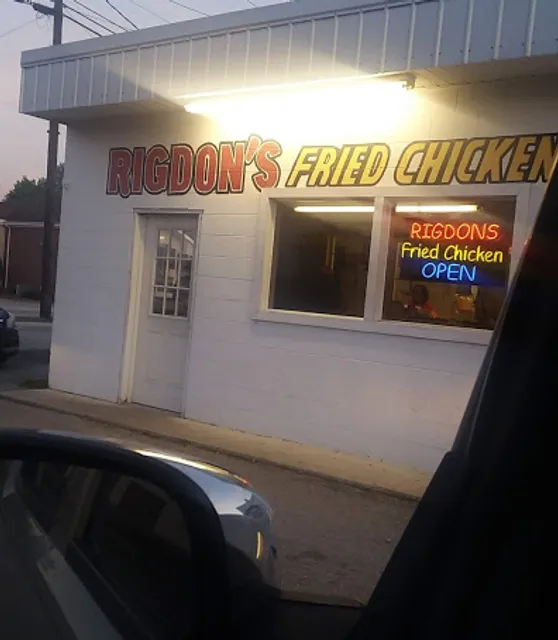 RIGDON'S FRIED CHICKEN
RIGDONS
Fried Chicken
OPEN